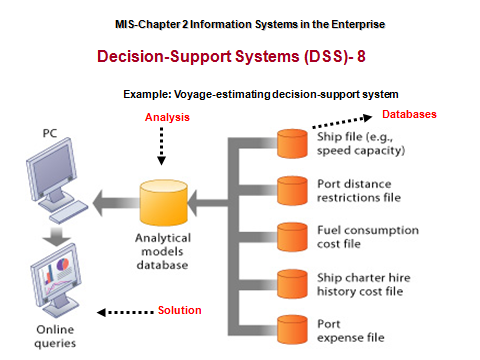 MIS-Chapter 2 Information Systems in the Enterprise
Decision-Support Systems (DSS)- 8
Example: Voyage-estimating decision-support system
Analysis
Databases
PC
Ship file (e.g.,
speed capacity)
Port distance
restrictions file
Analytical
models
database
Fuel consumption
cost file
Ship charter hire
history cost file
Solution
Online
queries
Port
expense file